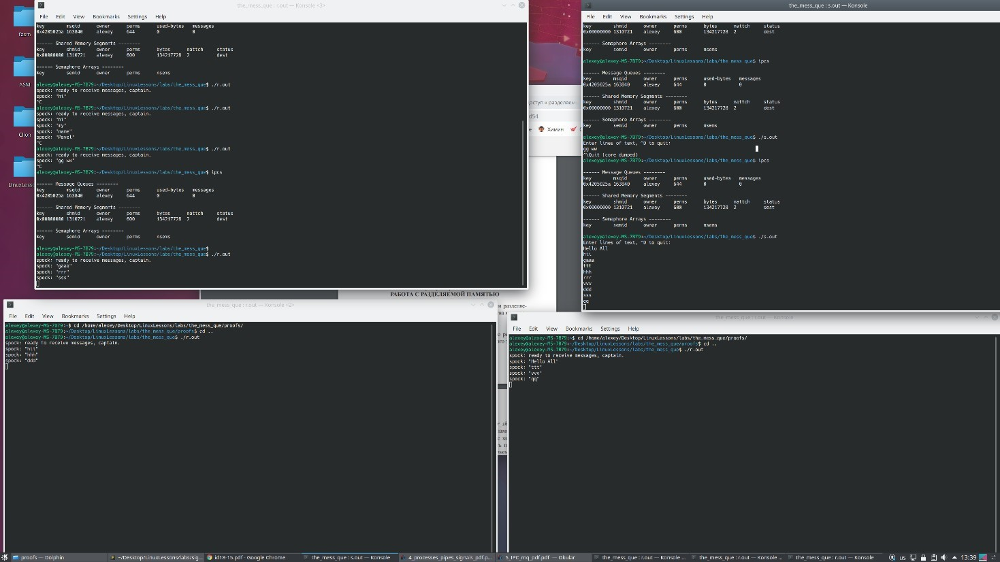 fasm
ASM
Clion
the_mess_que : r.out — Konsole <3>
File Edit View Bookmarks Settings Help
key msqid owner perms used-bytes messages
0x4205025a 163840 alexey 644 0 0
------ Shared Memory Segments --------
key shmid owner perms bytes nattch status
0x00000000 1310721 alexey 600 134217728 2 dest
------ Semaphore Arrays --------
key semid owner perms nsems
alexey@alexey-MS-7B79:~/Desktop/LinuxLessons/labs/the_mess_que$ ./r.out
spock: ready to receive messages, captain.
spock: "hi"
^C
alexey@alexey-MS-7B79:~/Desktop/LinuxLessons/labs/the_mess_que$ ./r.out
spock: ready to receive messages, captain.
spock: "hi"
spock: "my"
spock: "name"
spock: "Pavel"
^C
alexey@alexey-MS-7B79:~/Desktop/LinuxLessons/labs/the_mess_que$ ./r.out
spock: ready to receive messages, captain.
spock: "gg ww"
^C
alexey@alexey-MS-7B79:~/Desktop/LinuxLessons/labs/the_mess_que$ ipcs
------ Message Queues --------
key msqid owner perms used-bytes messages
0x4205025a 163840 alexey 644 0 0
------ Shared Memory Segments --------
key shmid owner perms bytes nattch status
0x00000000 1310721 alexey 600 134217728 2 dest
------ Semaphore Arrays --------
key semid owner perms nsems
alexey@alexey-MS-7B79:~/Desktop/LinuxLessons/labs/the_mess_que$
alexey@alexey-MS-7B79:~/Desktop/LinuxLessons/labs/the_mess_que$ ./r.out
spock: ready to receive messages, captain.
spock: "gaaa"
spock: "rrr"
spock: "sss"
Химия
РАБОТА С РАЗДЕЛЯЕМОЙ ПАМЯТЬЮ
the_mess_que : s.out — Konsole
File Edit View Bookmarks Settings Help
key shmid owner perms bytes nattch status
0x00000000 1310721 alexey 600 134217728 2 dest
------ Semaphore Arrays --------
key semid owner perms nsems
alexey@alexey-MS-7B79:~/Desktop/LinuxLessons/labs/the_mess_que$ ipcs
------ Message Queues --------
key msqid owner perms used-bytes messages
0x4205025a 163840 alexey 644 0 0
------ Shared Memory Segments --------
key shmid owner perms bytes nattch status
0x00000000 1310721 alexey 600 134217728 2 dest
------ Semaphore Arrays --------
key semid owner perms nsems
alexey@alexey-MS-7B79:~/Desktop/LinuxLessons/labs/the_mess_que$ ./s.out
Enter lines of text, ^D to quit:
gg ww
^\Quit (core dumped)
alexey@alexey-MS-7B79:~/Desktop/LinuxLessons/labs/the_mess_que$ ipcs
------ Message Queues --------
key msqid owner perms used-bytes messages
0x4205025a 163840 alexey 644 0 0
------ Shared Memory Segments --------
key shmid owner perms bytes nattch status
0x00000000 1310721 alexey 600 134217728 2 dest
------ Semaphore Arrays --------
key semid owner perms nsems
alexey@alexey-MS-7B79:~/Desktop/LinuxLessons/labs/the_mess_que$ ./s.out
Enter lines of text, ^D to quit:
Hello All
hii
gaaa
ttt
hhh
rrr
vvv
ddd
sss
qq
the_mess_que : r.out — Konsole <2>
File Edit View Bookmarks Settings Help
alexey@alexey-MS-7B79:~$ cd /home/alexey/Desktop/LinuxLessons/labs/the_mess_que/proofs/
alexey@alexey-MS-7B79:~/Desktop/LinuxLessons/labs/the_mess_que/proofs$ cd ..
alexey@alexey-MS-7B79:~/Desktop/LinuxLessons/labs/the_mess_que$ ./r.out
spock: ready to receive messages, captain.
spock: "hii"
spock: "hhh"
spock: "ddd"
the_mess_que : r.out — Konsole
File Edit View Bookmarks Settings Help
alexey@alexey-MS-7B79:~$ cd /home/alexey/Desktop/LinuxLessons/labs/the_mess_que/proofs/
alexey@alexey-MS-7B79:~/Desktop/LinuxLessons/labs/the_mess_que/proofs$ cd ..
alexey@alexey-MS-7B79:~/Desktop/LinuxLessons/labs/the_mess_que$ ./r.out
spock: ready to receive messages, captain.
spock: "Hello All"
spock: "ttt"
spock: "vvv"
spock: "qq"
proofs — Dolphin ~/Desktop/LinuxLessons/labs/sig... id18-15.pdf - Google Chrome the_mess_que : s.out — Konsole 4_processes_pipes_signals_pdf.p... 5_IPC_mq_pdf.pdf — Okular the_mess_que : r.out — Konsole ... the_mess_que : r.out — Konsole ... the_mess_que : r.out — Konsole us 13:39